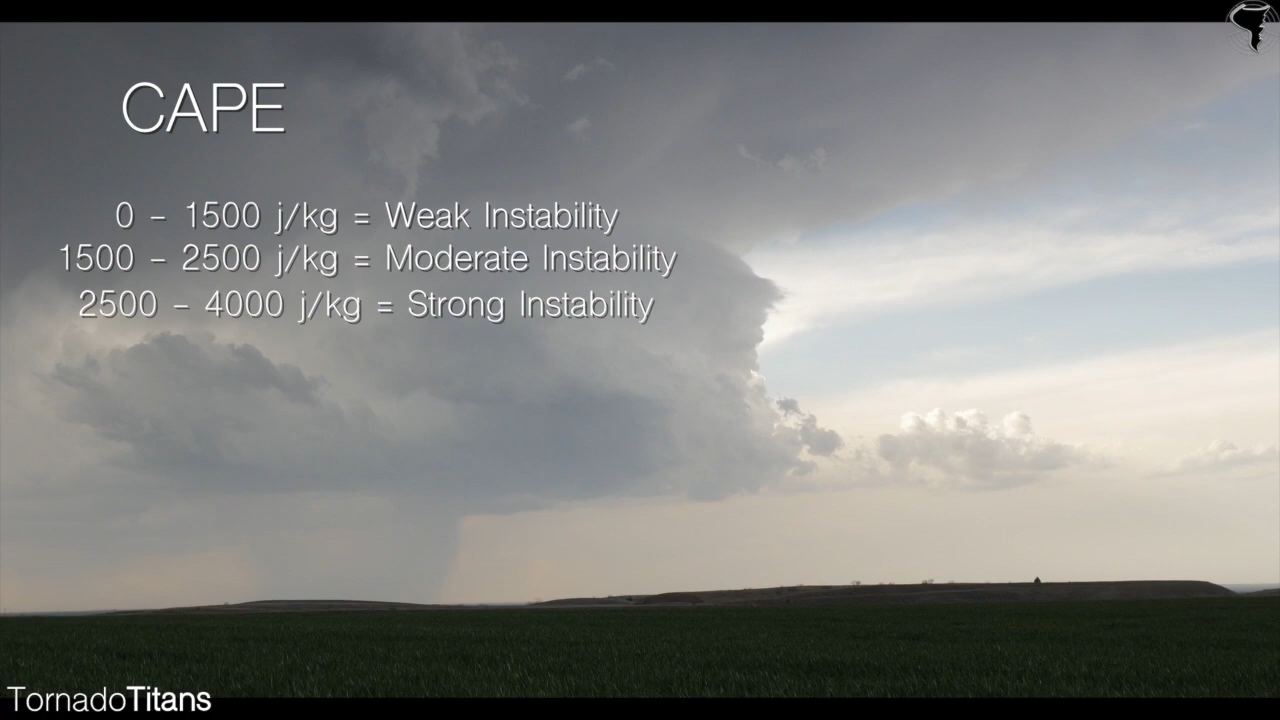 CAPE
0 - 1500 j/kg = Weak Instability
1500 - 2500 j/kg = Moderate Instability
2500 - 4000 j/kg = Strong Instability
TornadoTitans